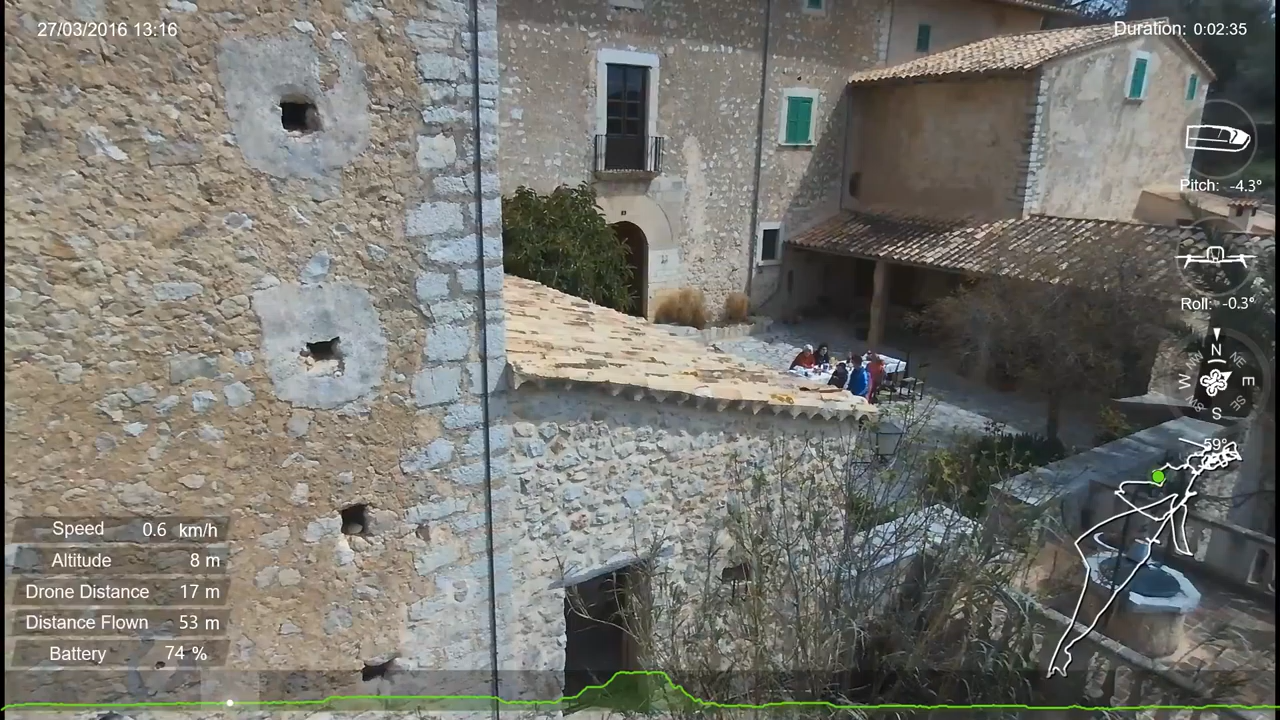 27/03/2016 13:16
Duration: 0:02:35
Pitch: -4.3°
Roll: -0.3°
N
NE
E
SE
S
W
59°
Speed 0.6 km/h
Altitude 8 m
Drone Distance 17 m
Distance Flown 53 m
Battery 74 %